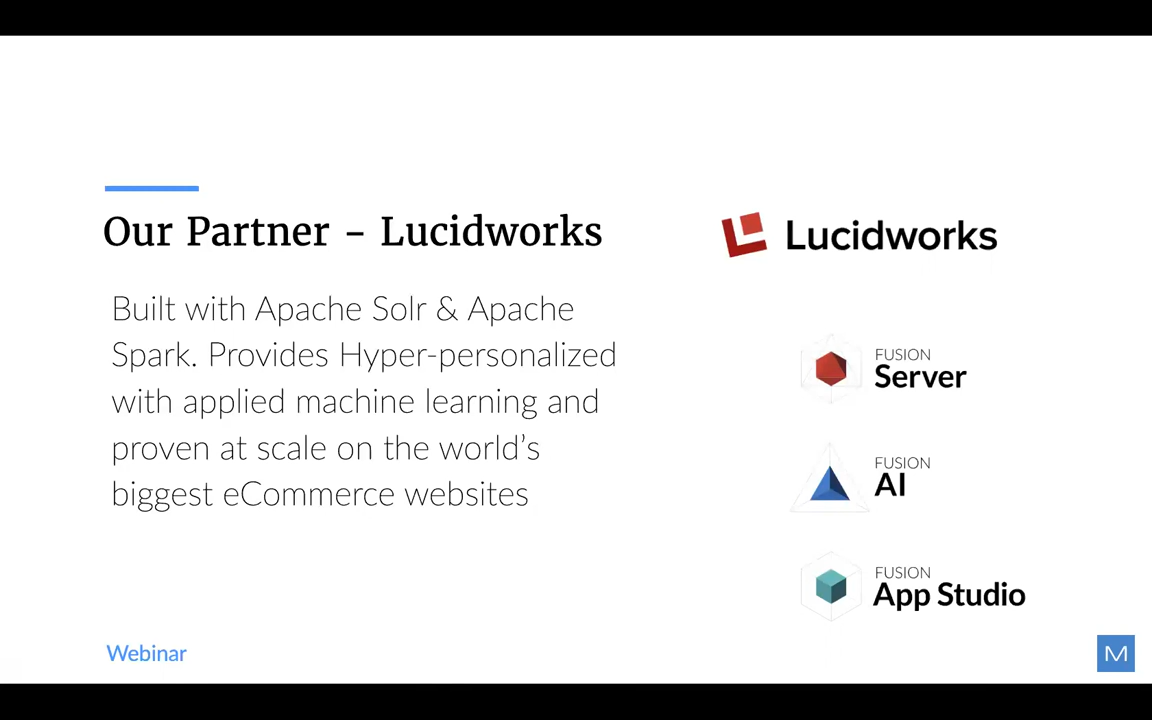 Our Partner – Lucidworks
Built with Apache Solr & Apache
Spark. Provides Hyper-personalized
with applied machine learning and
proven at scale on the world’s
biggest eCommerce websites
Lucidworks
FUSION
Server
FUSION
AI
FUSION
App Studio
Webinar
M